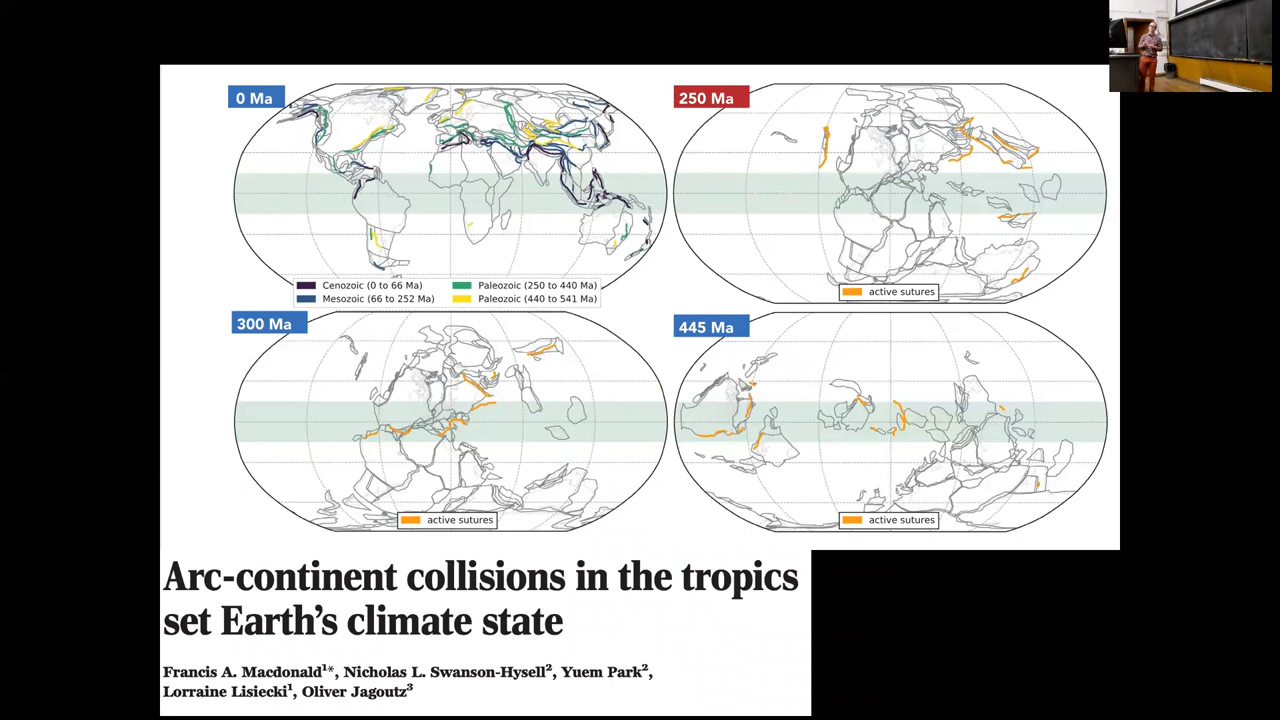 0 Ma
Cenozoic (0 to 66 Ma)
Mesozoic (66 to 252 Ma)
Paleozoic (250 to 440 Ma)
Paleozoic (440 to 541 Ma)
250 Ma
active sutures
300 Ma
active sutures
445 Ma
active sutures
Arc-continent collisions in the tropics
set Earth's climate state
Francis A. Macdonald1*, Nicholas L. Swanson-Hysell2, Yuem Park2,
Lorraine Lisiecki1, Oliver Jagoutz3